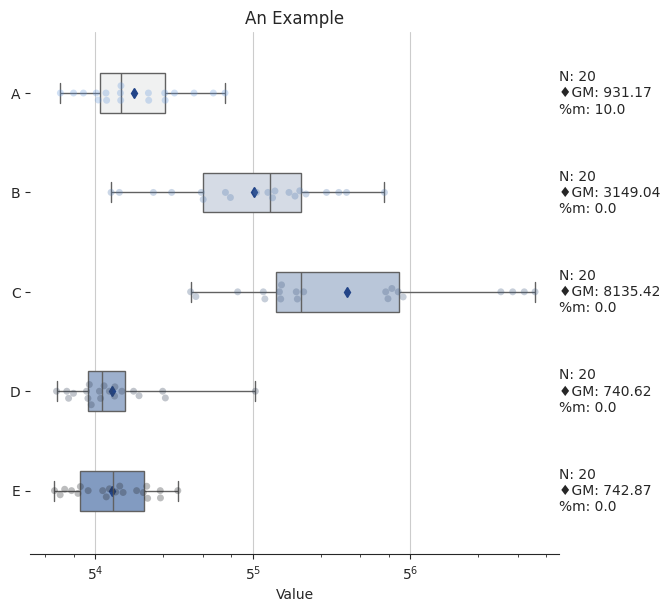 An Example
A
N: 20
♦GM: 931.17
%m: 10.0
B
N: 20
♦GM: 3149.04
%m: 0.0
C
N: 20
♦GM: 8135.42
%m: 0.0
D
N: 20
♦GM: 740.62
%m: 0.0
E
N: 20
♦GM: 742.87
%m: 0.0
5⁴ 5⁵ 5⁶
Value